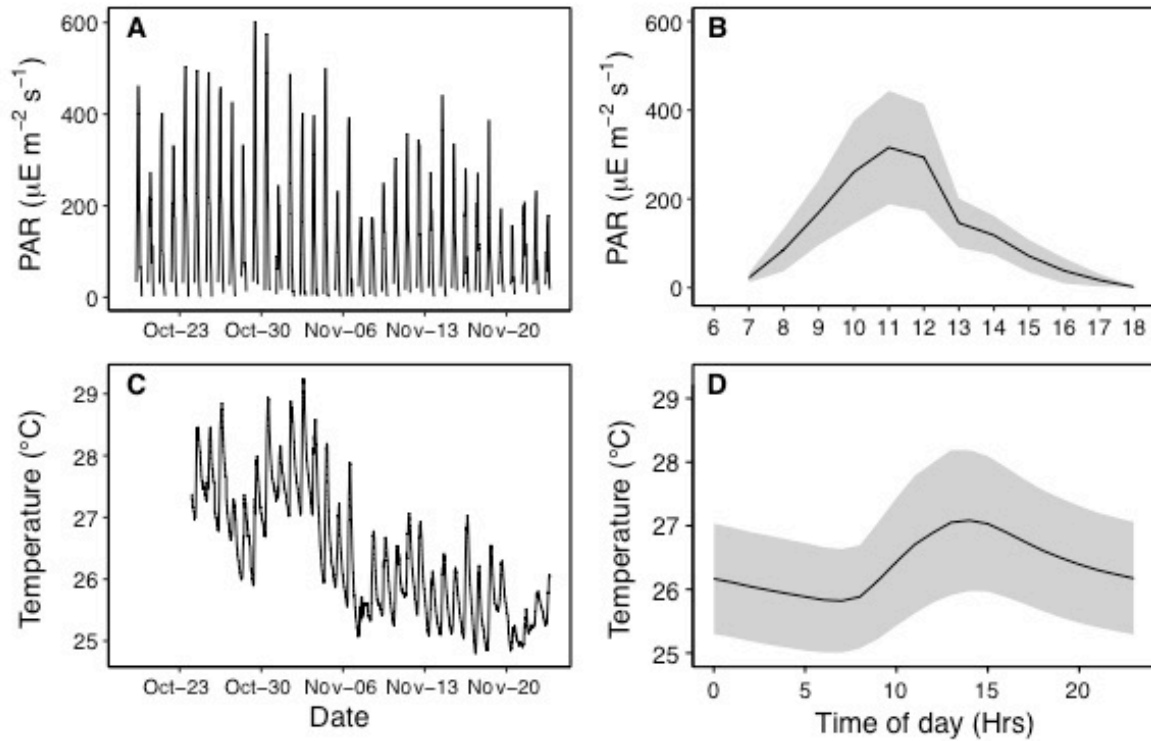 A
PAR (μE m⁻² s⁻¹)
600
400
200
0
Oct−23 Oct−30 Nov−06 Nov−13 Nov−20
B
PAR (μE m⁻² s⁻¹)
600
400
200
0
6 7 8 9 10 11 12 13 14 15 16 17 18
C
Temperature (°C)
29
28
27
26
25
Oct−23 Oct−30 Nov−06 Nov−13 Nov−20
Date
D
Temperature (°C)
29
28
27
26
25
0 5 10 15 20
Time of day (Hrs)